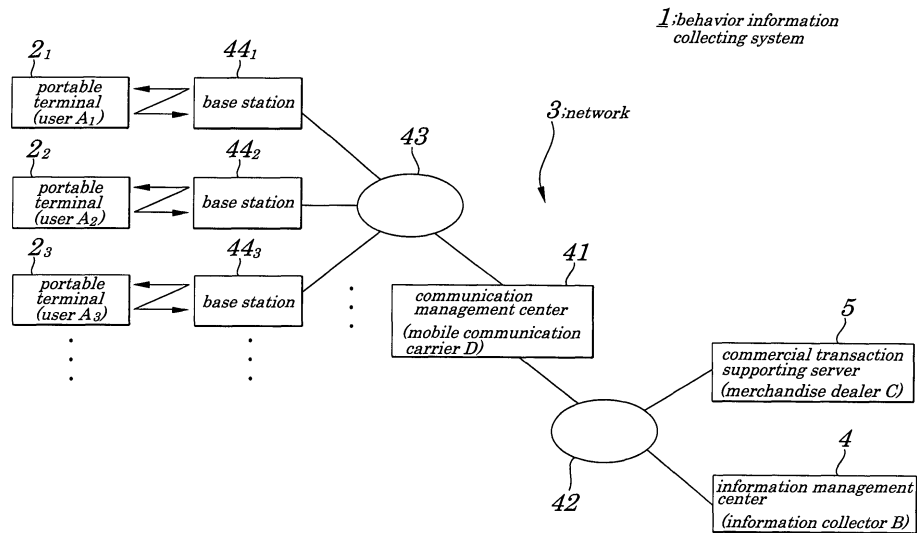 1;behavior information
collecting system
2₁
portable
terminal
(user A₁)
44₁
base station
3;network
43
2₂
portable
terminal
(user A₂)
44₂
base station
2₃
portable
terminal
(user A₃)
44₃
base station
41
communication
management center
(mobile communication
carrier D)
5
commercial transaction
supporting server
(merchandise dealer C)
42
4
information management
center
(information collector B)